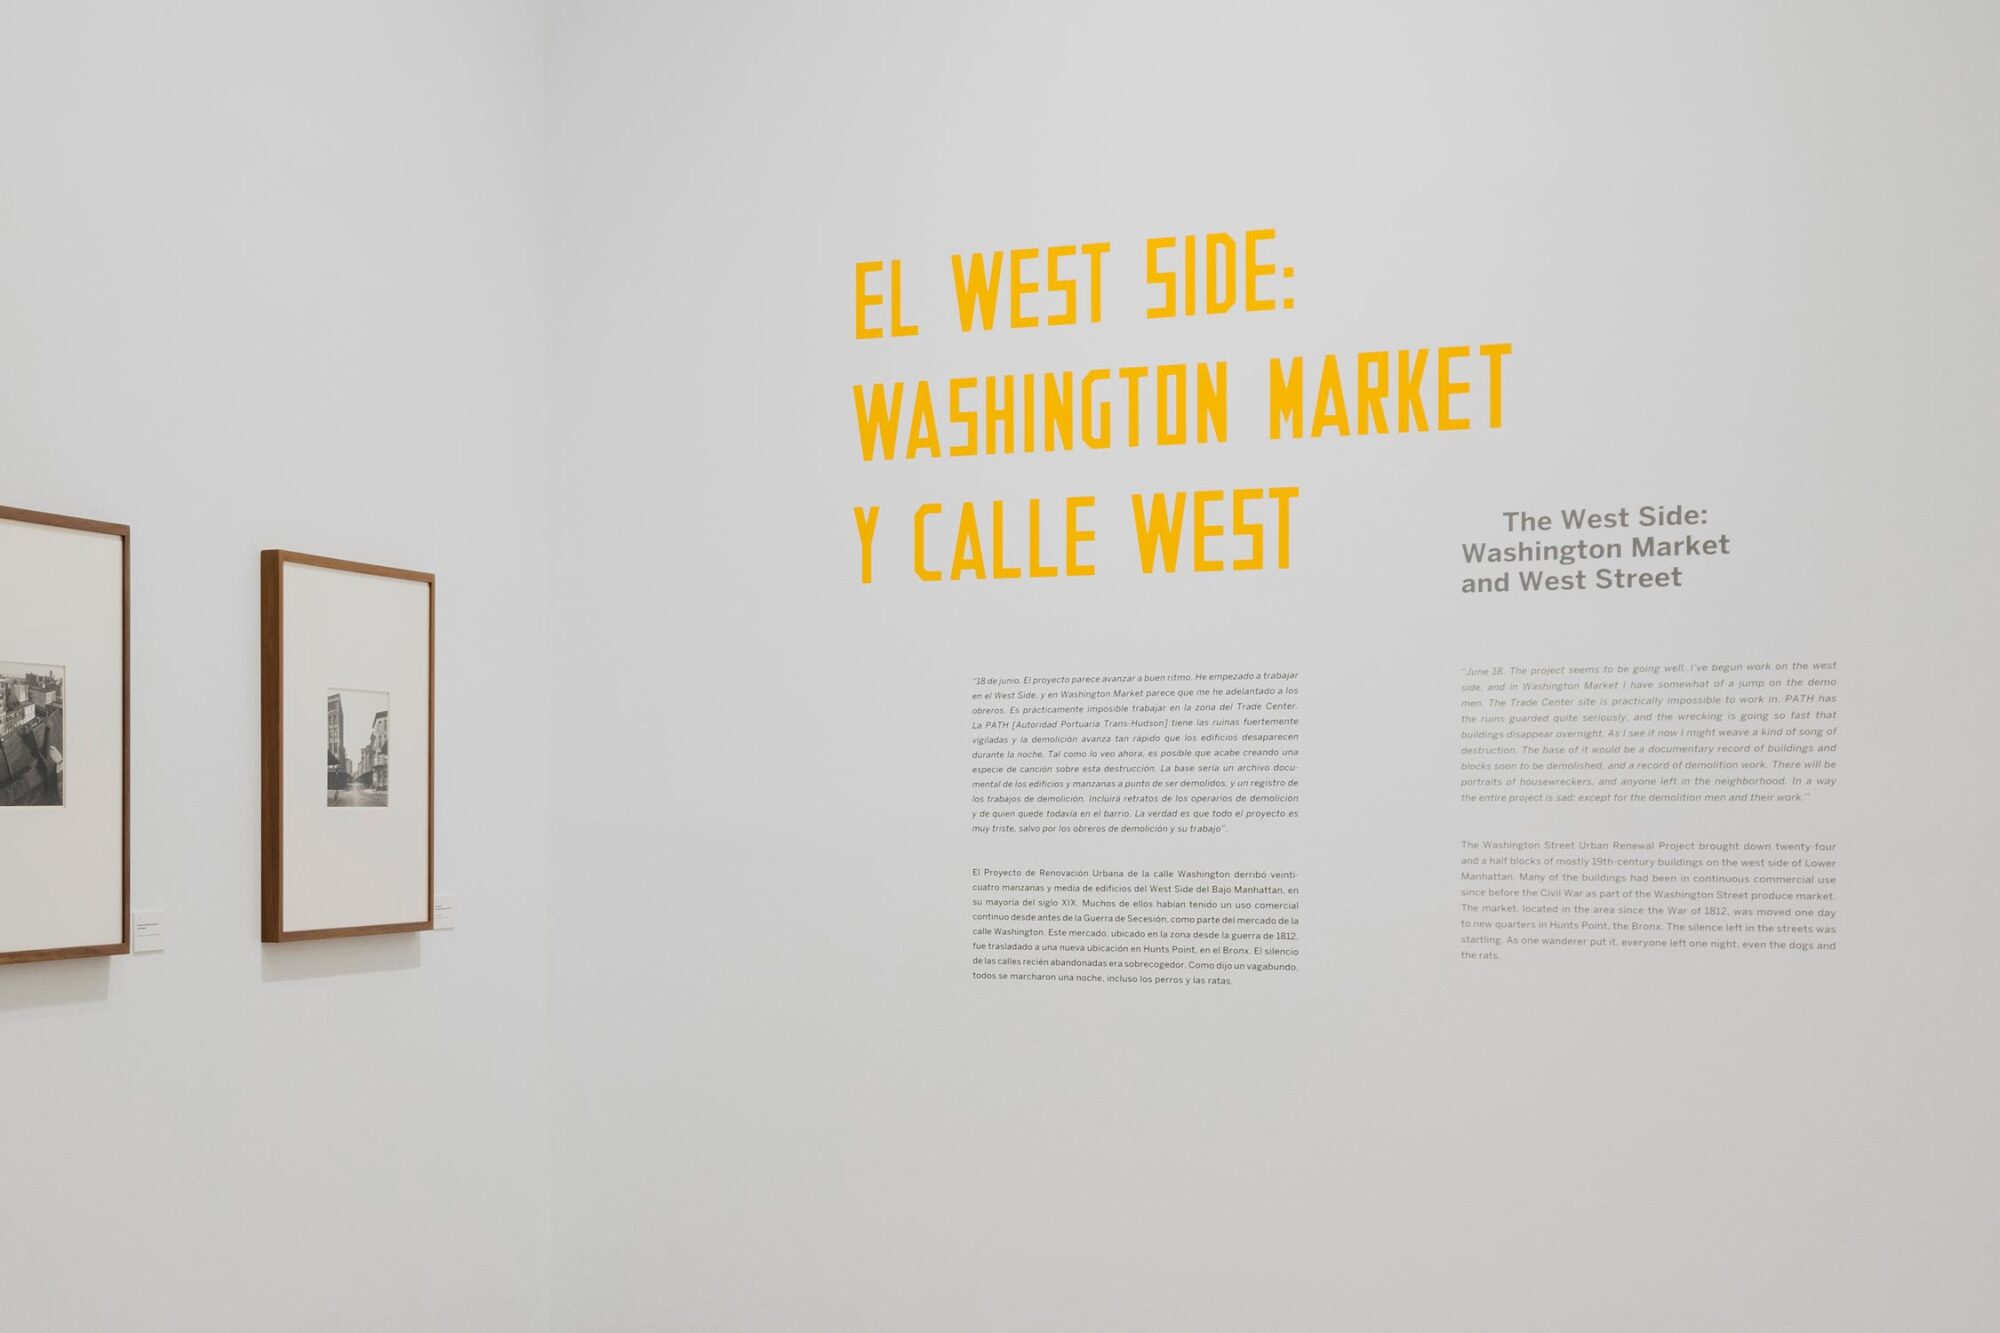 EL WEST SIDE:
WASHINGTON MARKET
Y CALLE WEST
The West Side:
Washington Market
and West Street
“18 de junio. El proyecto parece avanzar a buen ritmo. He empezado a trabajar
en el West Side, y en Washington Market parece que me he adelantado a los
obreros. Es prácticamente imposible trabajar en la zona del Trade Center.
La PATH [Autoridad Portuaria Trans-Hudson] tiene las ruinas fuertemente
vigiladas y la demolición avanza tan rápido que los edificios desaparecen
durante la noche. Tal como lo veo ahora, es posible que acabe creando una
especie de canción sobre esta destrucción. La base sería un archivo docu-
mental de los edificios y manzanas a punto de ser demolidos, y un registro de
los trabajos de demolición. Incluirá retratos de los operarios de demolición
y de quien quede todavía en el barrio. La verdad es que todo el proyecto es
muy triste, salvo por los obreros de demolición y su trabajo”.
El Proyecto de Renovación Urbana de la calle Washington derribó veinti-
cuatro manzanas y media de edificios del West Side del Bajo Manhattan, en
su mayoría del siglo XIX. Muchos de ellos habían tenido un uso comercial
continuo desde antes de la Guerra de Secesión, como parte del mercado de la
calle Washington. Este mercado, ubicado en la zona desde la guerra de 1812,
fue trasladado a una nueva ubicación en Hunts Point, en el Bronx. El silencio
de las calles recién abandonadas era sobrecogedor. Como dijo un vagabundo,
todos se marcharon una noche, incluso los perros y las ratas.
“June 18. The project seems to be going well. I’ve begun work on the west
side, and in Washington Market I have somewhat of a jump on the demo
men. The Trade Center site is practically impossible to work in. PATH has
the ruins guarded quite seriously, and the wrecking is going so fast that
buildings disappear overnight. As I see it now I might weave a kind of song of
destruction. The base of it would be a documentary record of buildings and
blocks soon to be demolished, and a record of demolition work. There will be
portraits of housewreckers, and anyone left in the neighborhood. In a way
the entire project is sad; except for the demolition men and their work.”
The Washington Street Urban Renewal Project brought down twenty-four
and a half blocks of mostly 19th-century buildings on the west side of Lower
Manhattan. Many of the buildings had been in continuous commercial use
since before the Civil War as part of the Washington Street produce market.
The market, located in the area since the War of 1812, was moved one day
to new quarters in Hunts Point, the Bronx. The silence left in the streets was
startling. As one wanderer put it, everyone left one night, even the dogs and
the rats.